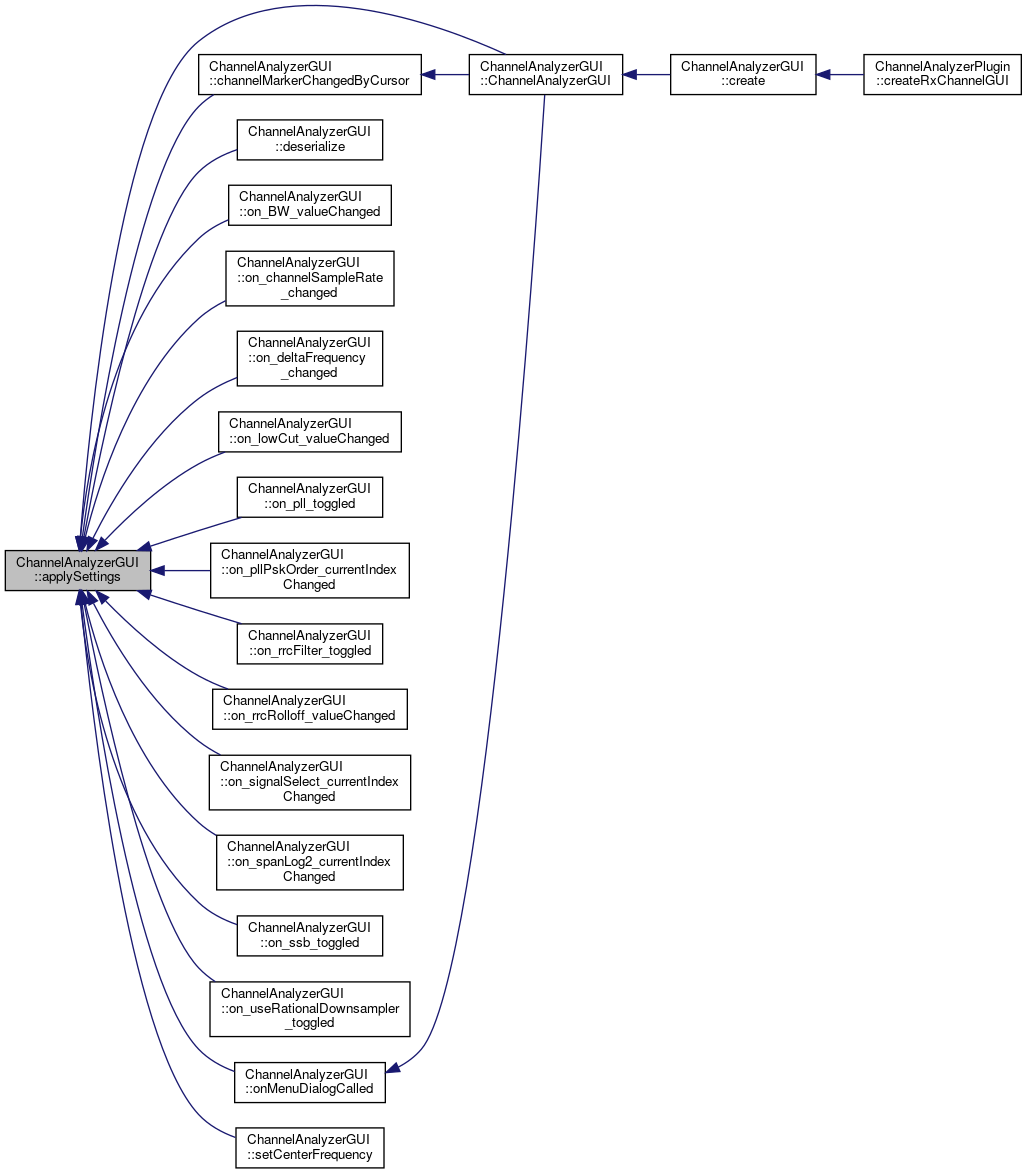 ChannelAnalyzerGUI
::channelMarkerChangedByCursor
ChannelAnalyzerGUI
::ChannelAnalyzerGUI
ChannelAnalyzerGUI
::create
ChannelAnalyzerPlugin
::createRxChannelGUI
ChannelAnalyzerGUI
::deserialize
ChannelAnalyzerGUI
::on_BW_valueChanged
ChannelAnalyzerGUI
::on_channelSampleRate
_changed
ChannelAnalyzerGUI
::on_deltaFrequency
_changed
ChannelAnalyzerGUI
::on_lowCut_valueChanged
ChannelAnalyzerGUI
::on_pll_toggled
ChannelAnalyzerGUI
::applySettings
ChannelAnalyzerGUI
::on_pllPskOrder_currentIndex
Changed
ChannelAnalyzerGUI
::on_rrcFilter_toggled
ChannelAnalyzerGUI
::on_rrcRolloff_valueChanged
ChannelAnalyzerGUI
::on_signalSelect_currentIndex
Changed
ChannelAnalyzerGUI
::on_spanLog2_currentIndex
Changed
ChannelAnalyzerGUI
::on_ssb_toggled
ChannelAnalyzerGUI
::on_useRationalDownsampler
_toggled
ChannelAnalyzerGUI
::onMenuDialogCalled
ChannelAnalyzerGUI
::setCenterFrequency